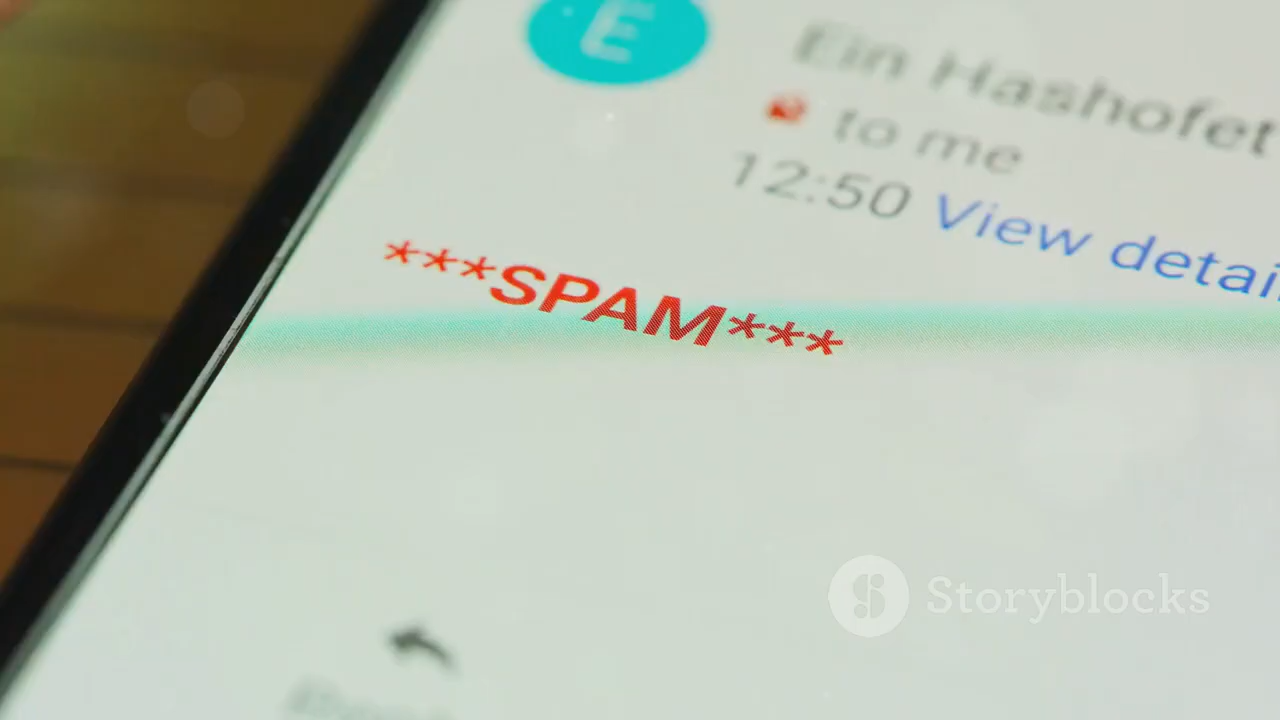 E
Ein Hashofet
to me
12:50 View detai
***SPAM***
Storyblocks